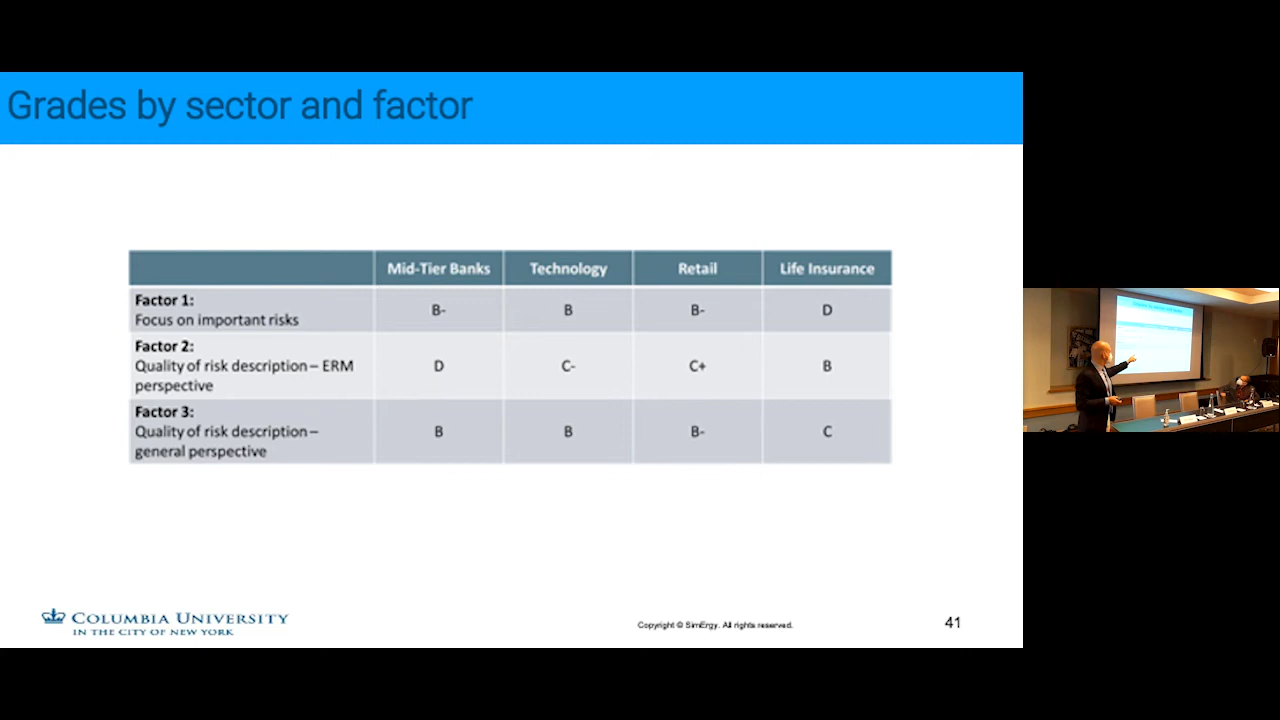 Grades by sector and factor
Mid-Tier Banks Technology Retail Life Insurance
Factor 1:
Focus on important risks
B- B B- D
Factor 2:
Quality of risk description – ERM
perspective
D C- C+ B
Factor 3:
Quality of risk description –
general perspective
B B B- C
COLUMBIA UNIVERSITY
IN THE CITY OF NEW YORK
Copyright © SimErgy. All rights reserved.
41